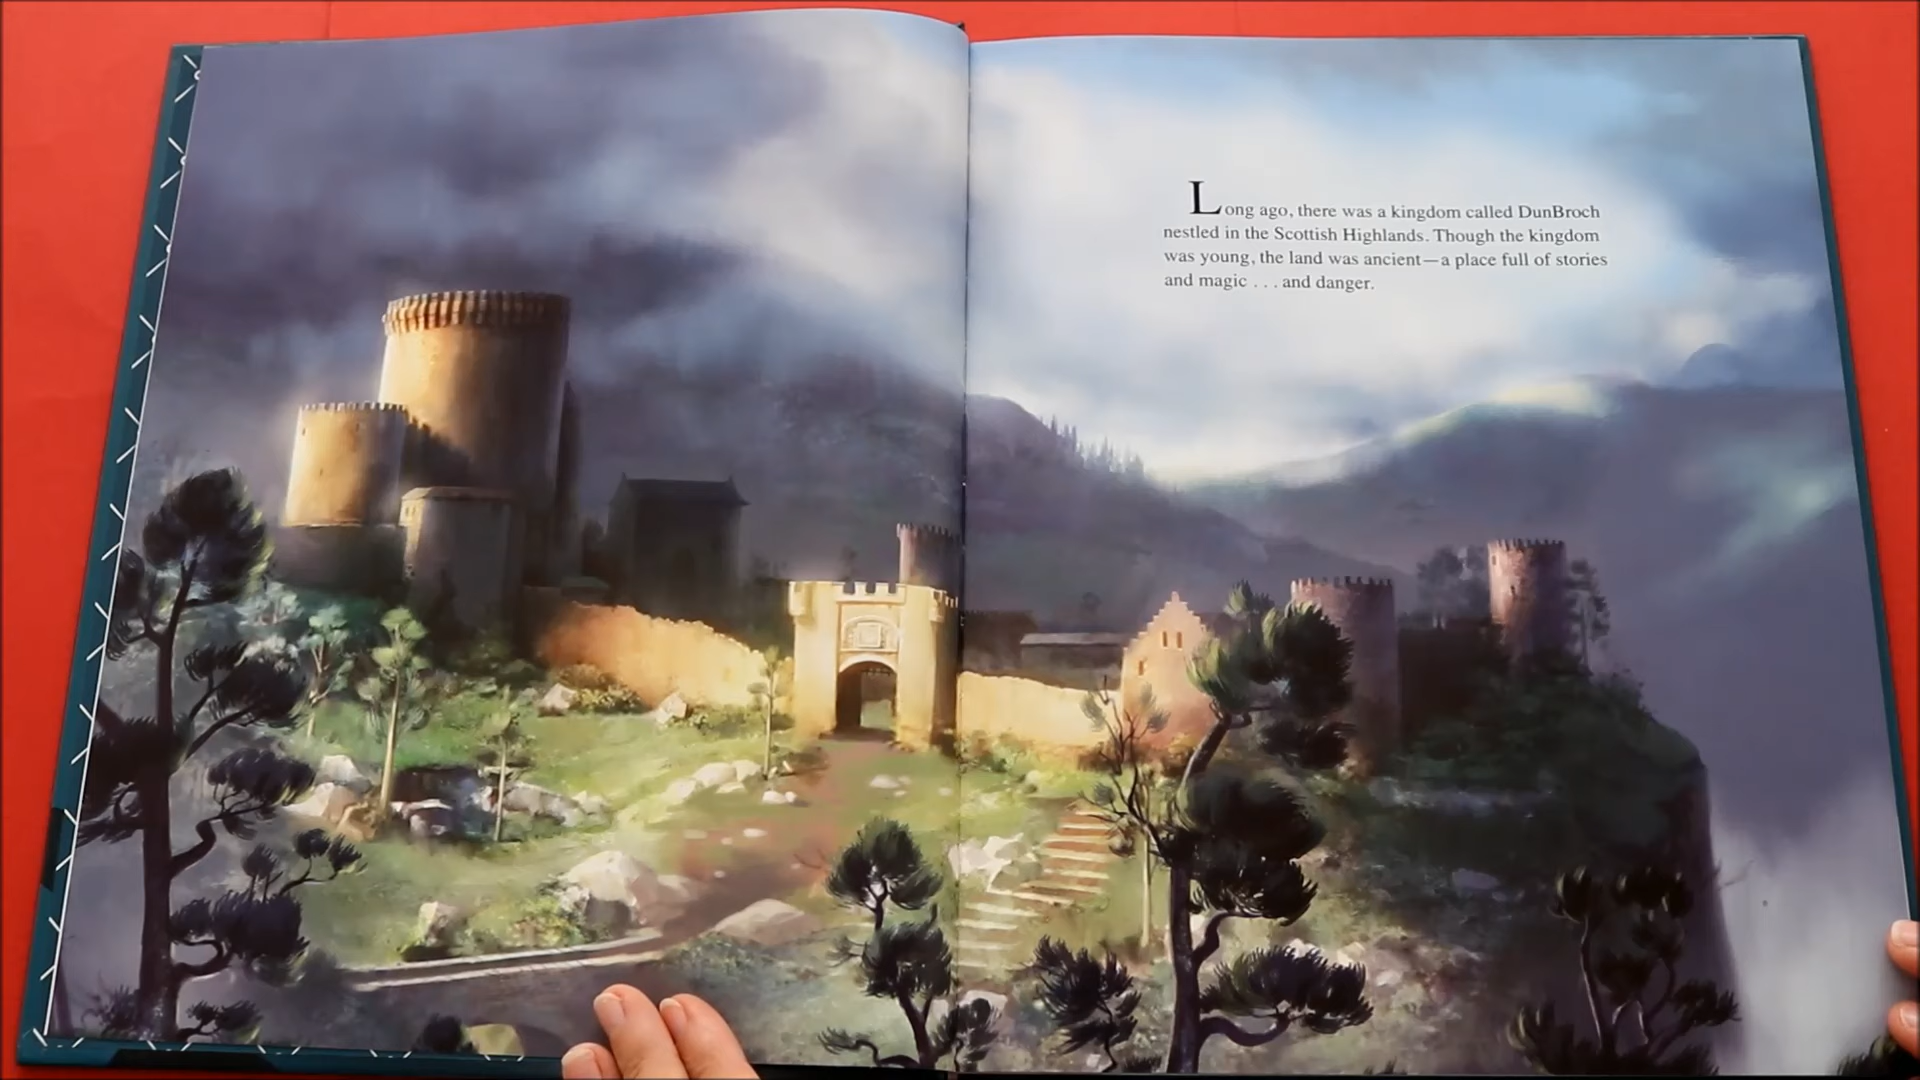 Long ago, there was a kingdom called DunBroch
nestled in the Scottish Highlands. Though the kingdom
was young, the land was ancient—a place full of stories
and magic . . . and danger.